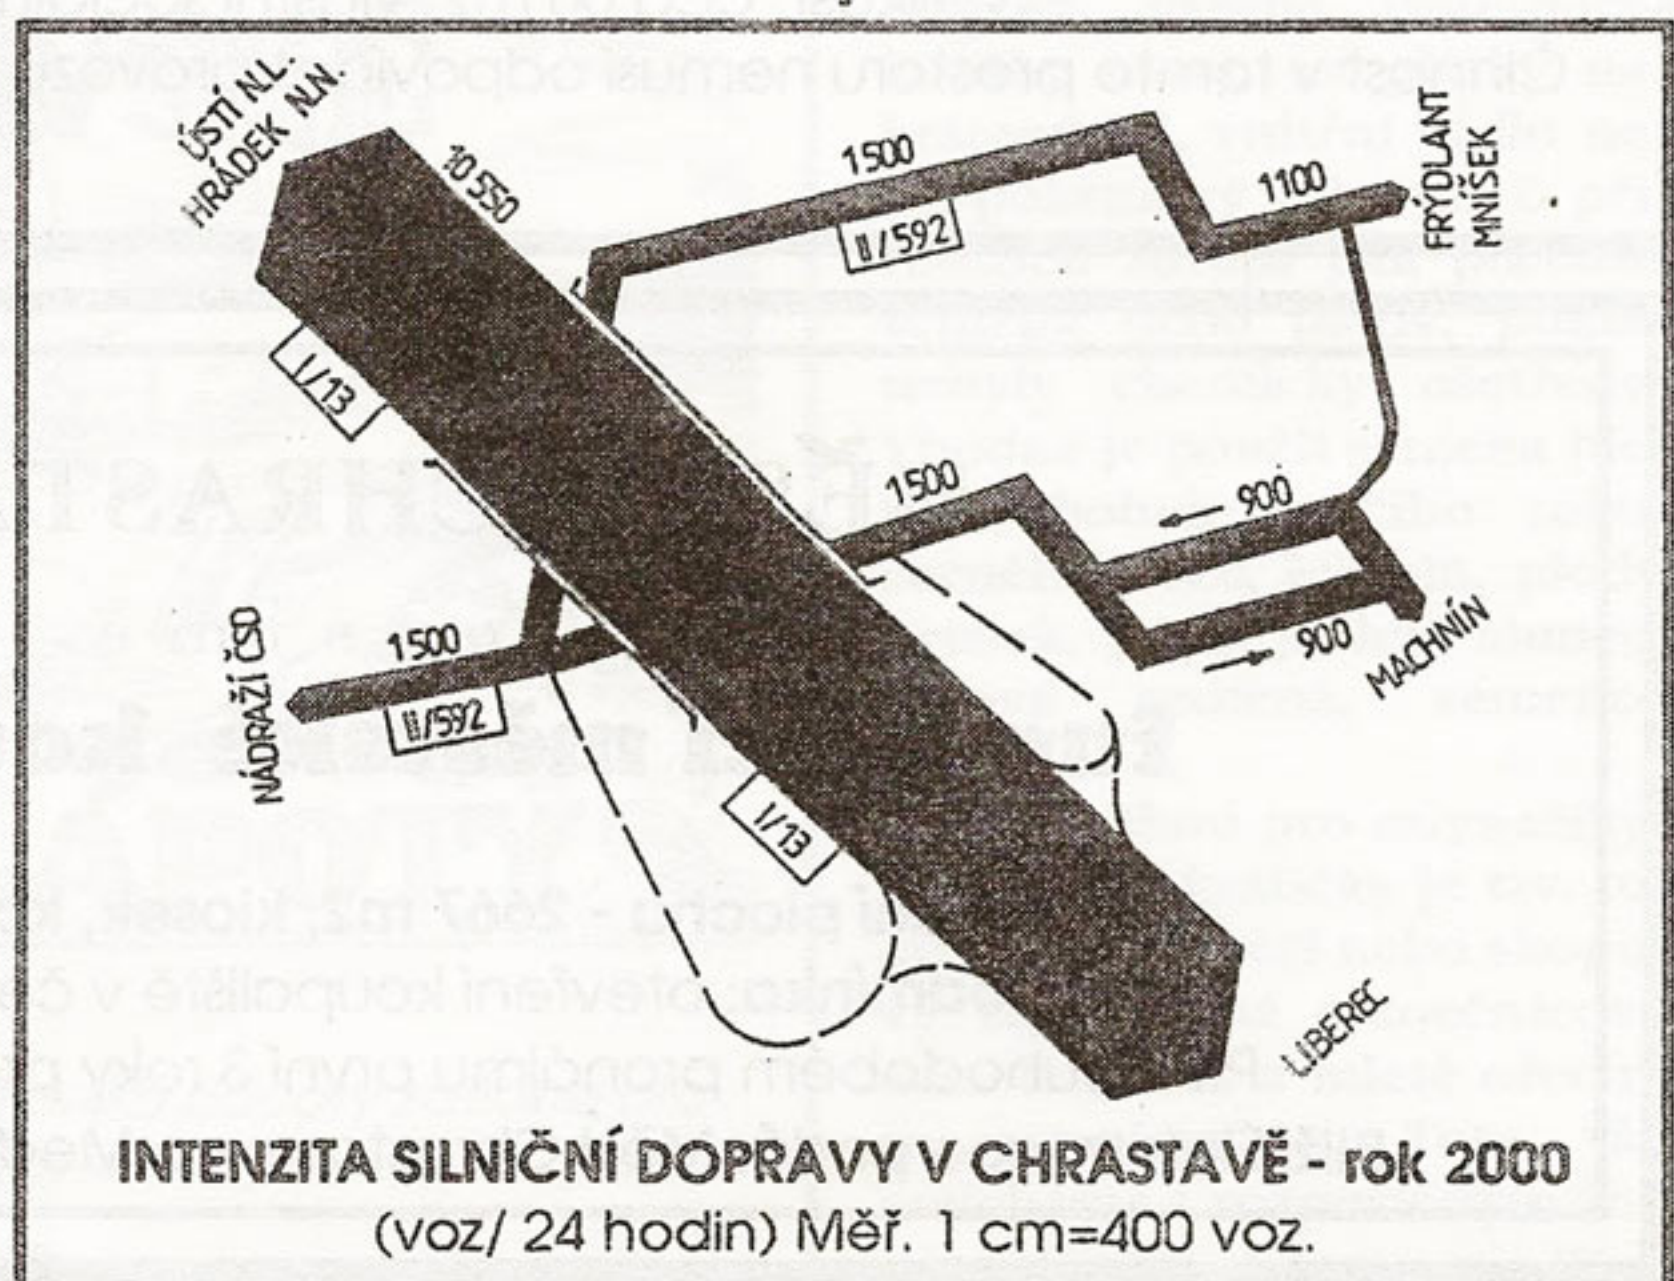 ÚSTÍ N.L.
HRÁDEK N.N.
10 550
1500
II/592
1100
FRÝDLANT
MNÍŠEK
I/13
1500
900
900
MACHNÍN
NÁDRAŽÍ ČSD
1500
II/592
I/13
LIBEREC
INTENZITA SILNIČNÍ DOPRAVY V CHRASTAVĚ - rok 2000
(voz/ 24 hodin) Měř. 1 cm=400 voz.